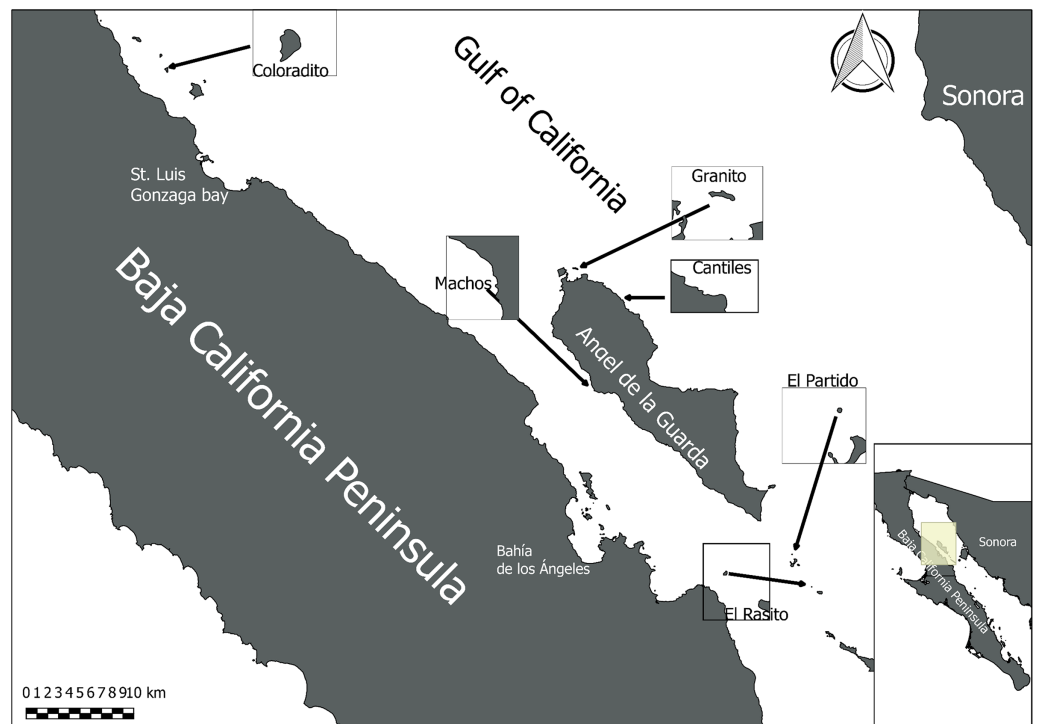 Coloradito
Gulf of California
Sonora
St. Luis
Gonzaga bay
Granito
Cantiles
Machos
Baja California Peninsula
Angel de la Guarda
El Partido
Bahía
de los Ángeles
El Rasito
Sonora
Baja California Peninsula
0 1 2 3 4 5 6 7 8 9 10 km